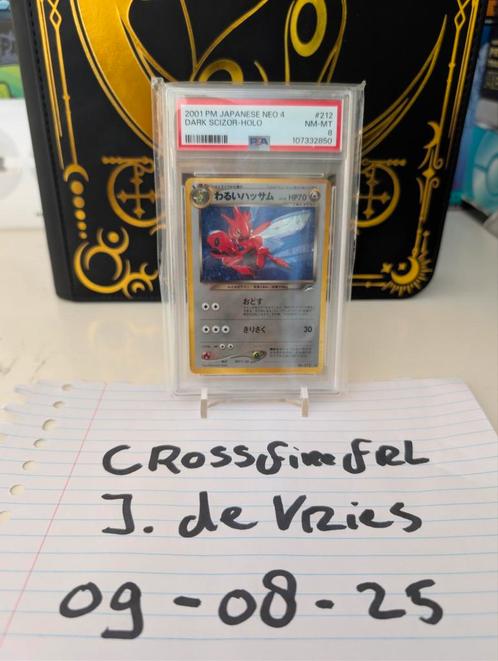 2001 PM JAPANESE NEO 4 #212
DARK SCIZOR-HOLO NM-MT
8
PSA 107332850
わるいハッサム HP70
おどす
きりさく 30
CROSSfirefRL
J. de Vries
09-08-25